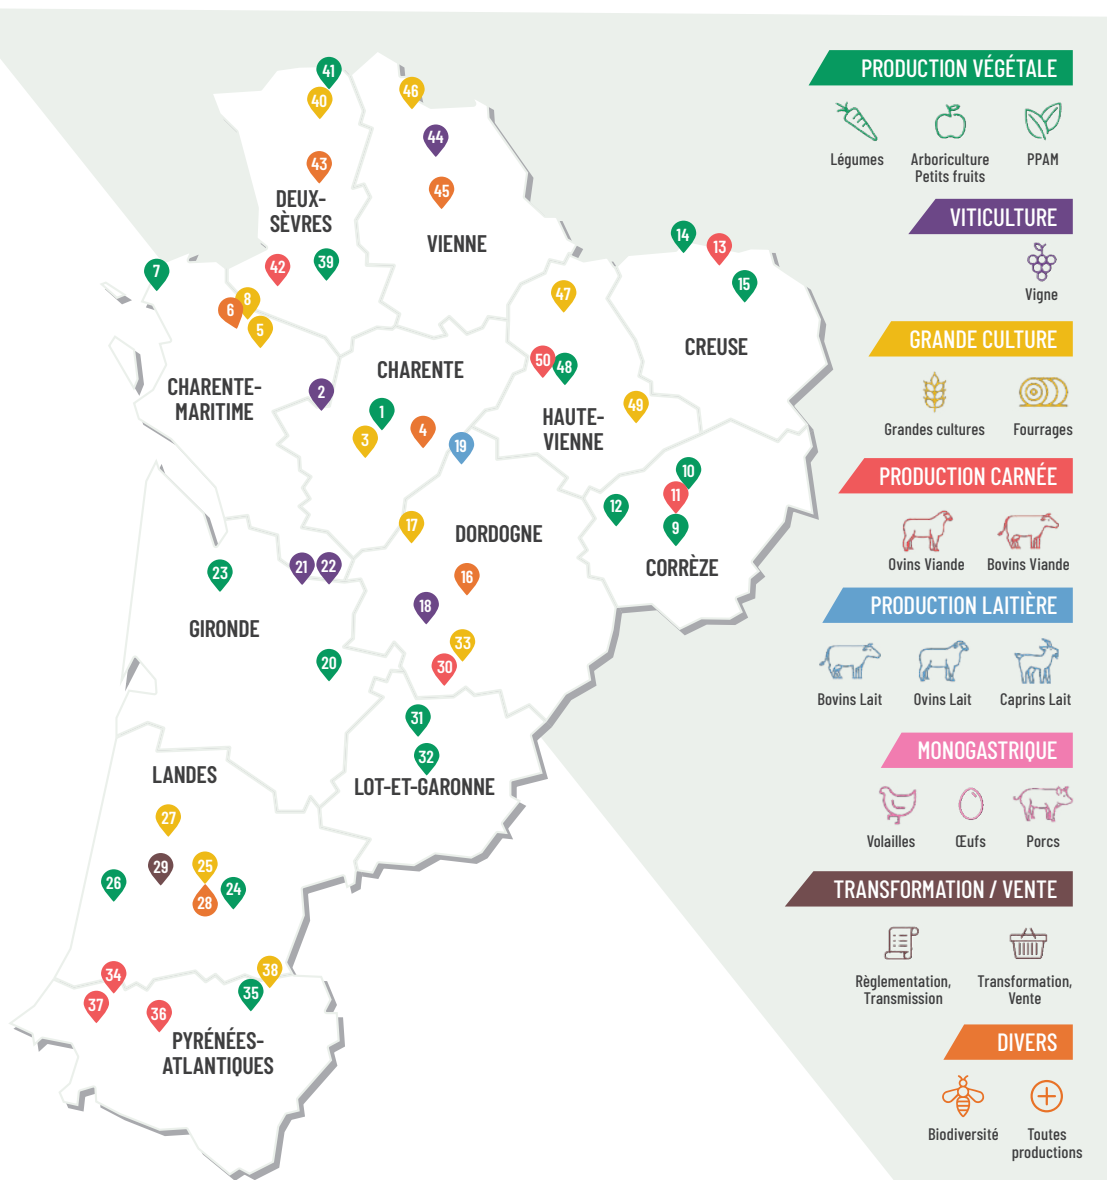 41
40
46
44
43
45
DEUX-
SÈVRES
VIENNE
14
13
7
42
39
15
8
6
5
47
CREUSE
CHARENTE
50
48
CHARENTE-
MARITIME
2
1
3
4
19
HAUTE-
VIENNE
49
10
11
12
9
CORRÈZE
17
DORDOGNE
23
21
22
16
18
GIRONDE
33
30
20
31
32
LOT-ET-GARONNE
LANDES
27
29
25
26
24
28
34
38
37
35
36
PYRÉNÉES-
ATLANTIQUES
PRODUCTION VÉGÉTALE
Légumes
Arboriculture
Petits fruits
PPAM
VITICULTURE
Vigne
GRANDE CULTURE
Grandes cultures
Fourrages
PRODUCTION CARNÉE
Ovins Viande
Bovins Viande
PRODUCTION LAITIÈRE
Bovins Lait
Ovins Lait
Caprins Lait
MONOGASTRIQUE
Volailles
Œufs
Porcs
TRANSFORMATION / VENTE
Règlementation,
Transmission
Transformation,
Vente
DIVERS
Biodiversité
Toutes
productions